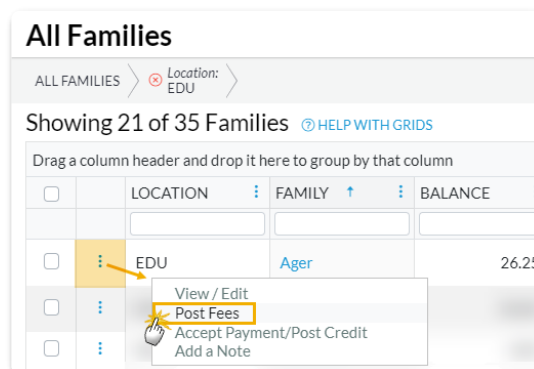 All Families
ALL FAMILIES
Location:
EDU
Showing 21 of 35 Families
HELP WITH GRIDS
Drag a column header and drop it here to group by that column
LOCATION FAMILY BALANCE
EDU Ager 26.25
View / Edit
Post Fees
Accept Payment/Post Credit
Add a Note